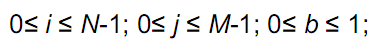 0≤ i ≤ N-1; 0≤ j ≤ M-1; 0≤ b ≤ 1;